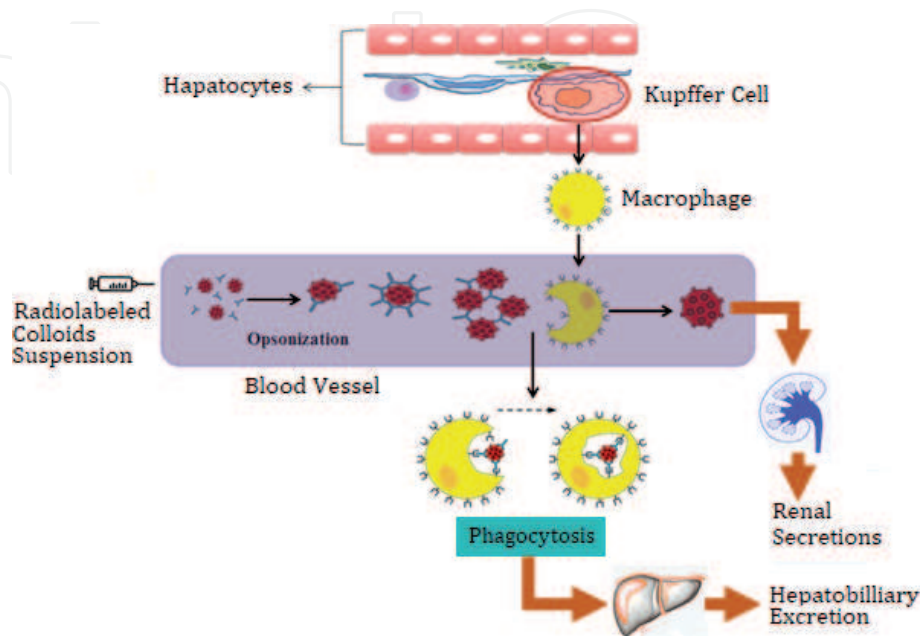 Hapatocytes
Kupffer Cell
Macrophage
Radiolabeled
Colloids
Suspension
Opsonization
Blood Vessel
Phagocytosis
Renal
Secretions
Hepatobilliary
Excretion